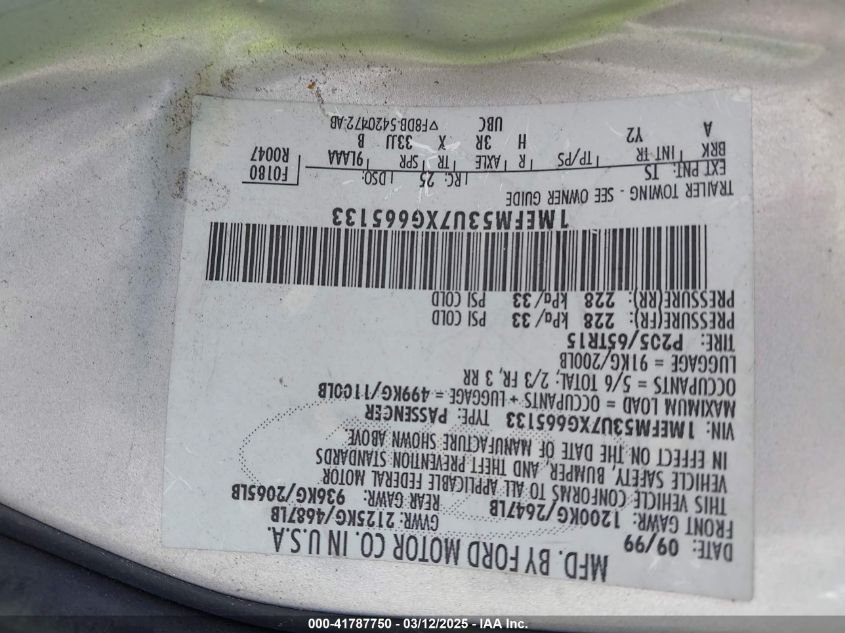 MFD. BY FORD MOTOR CO. IN U.S.A.
DATE: 09/99 GVWR: 2125KG/4687LB
FRONT GAWR: 1200KG/2647LB REAR GAWR: 936KG/2065LB
THIS VEHICLE CONFORMS TO ALL APPLICABLE FEDERAL MOTOR
VEHICLE SAFETY, BUMPER, AND THEFT PREVENTION STANDARDS
IN EFFECT ON THE DATE OF MANUFACTURE SHOWN ABOVE
VIN: 1MEFM53U7XG665133 TYPE: PASSENGER
MAXIMUM LOAD = OCCUPANTS + LUGGAGE = 499KG/1100LB
OCCUPANTS = 5/6 TOTAL: 2/3 FR, 3 RR
LUGGAGE = 91KG/200LB
TIRE: P205/65TR15
PRESSURE(FR): 228 kPa/33 PSI COLD
PRESSURE(RR): 228 kPa/33 PSI COLD
1MEFM53U7XG665133
TRAILER TOWING - SEE OWNER GUIDE
EXT PNT: TS RC: 25 DSO: F0180
BRK INT TR TP/PS R AXLE TR SPR 9LAAA R0047
A Y2 H 3R X 33JJ B
UBC
▽F8DB-5420472-AB
000-41787750 - 03/12/2025 - IAA Inc.